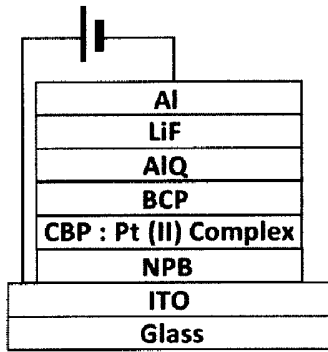 Al
LiF
AlQ
BCP
CBP : Pt (II) Complex
NPB
ITO
Glass